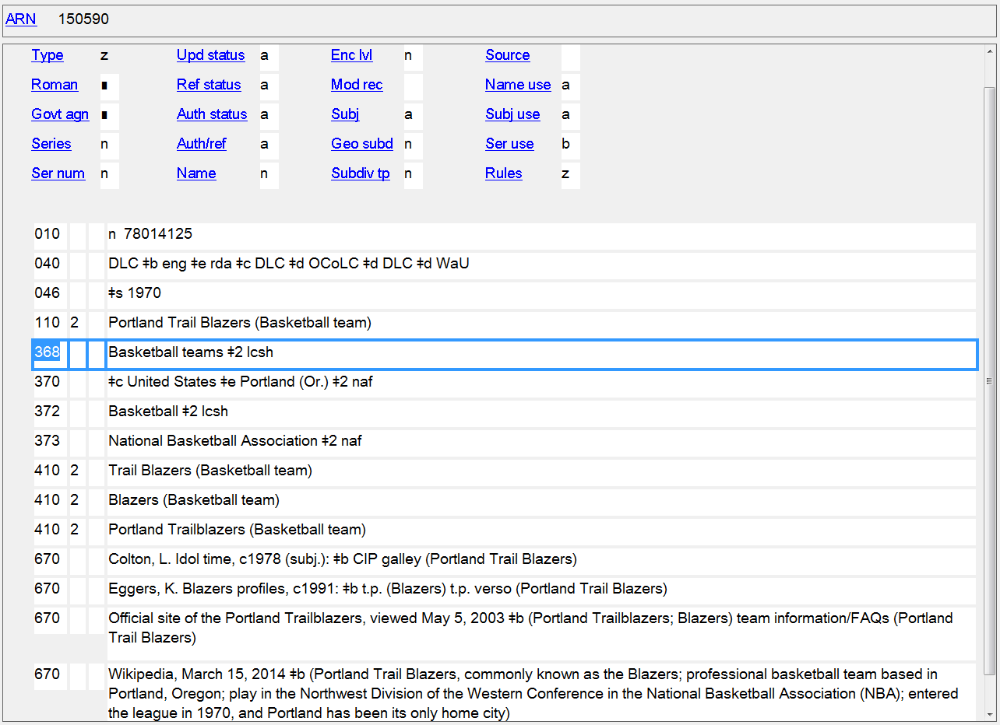 ARN 150590
Type z Upd status a Enc lvl n Source
Roman ∎ Ref status a Mod rec Name use a
Govt agn ∎ Auth status a Subj a Subj use a
Series n Auth/ref a Geo subd n Ser use b
Ser num n Name n Subdiv tp n Rules z
010 n 78014125
040 DLC ǂb eng ǂe rda ǂc DLC ǂd OCoLC ǂd DLC ǂd WaU
046 ǂs 1970
110 2 Portland Trail Blazers (Basketball team)
368 Basketball teams ǂ2 lcsh
370 ǂc United States ǂe Portland (Or.) ǂ2 naf
372 Basketball ǂ2 lcsh
373 National Basketball Association ǂ2 naf
410 2 Trail Blazers (Basketball team)
410 2 Blazers (Basketball team)
410 2 Portland Trailblazers (Basketball team)
670 Colton, L. Idol time, c1978 (subj.): ǂb CIP galley (Portland Trail Blazers)
670 Eggers, K. Blazers profiles, c1991: ǂb t.p. (Blazers) t.p. verso (Portland Trail Blazers)
670 Official site of the Portland Trailblazers, viewed May 5, 2003 ǂb (Portland Trailblazers; Blazers) team information/FAQs (Portland
Trail Blazers)
670 Wikipedia, March 15, 2014 ǂb (Portland Trail Blazers, commonly known as the Blazers; professional basketball team based in
Portland, Oregon; play in the Northwest Division of the Western Conference in the National Basketball Association (NBA); entered
the league in 1970, and Portland has been its only home city)